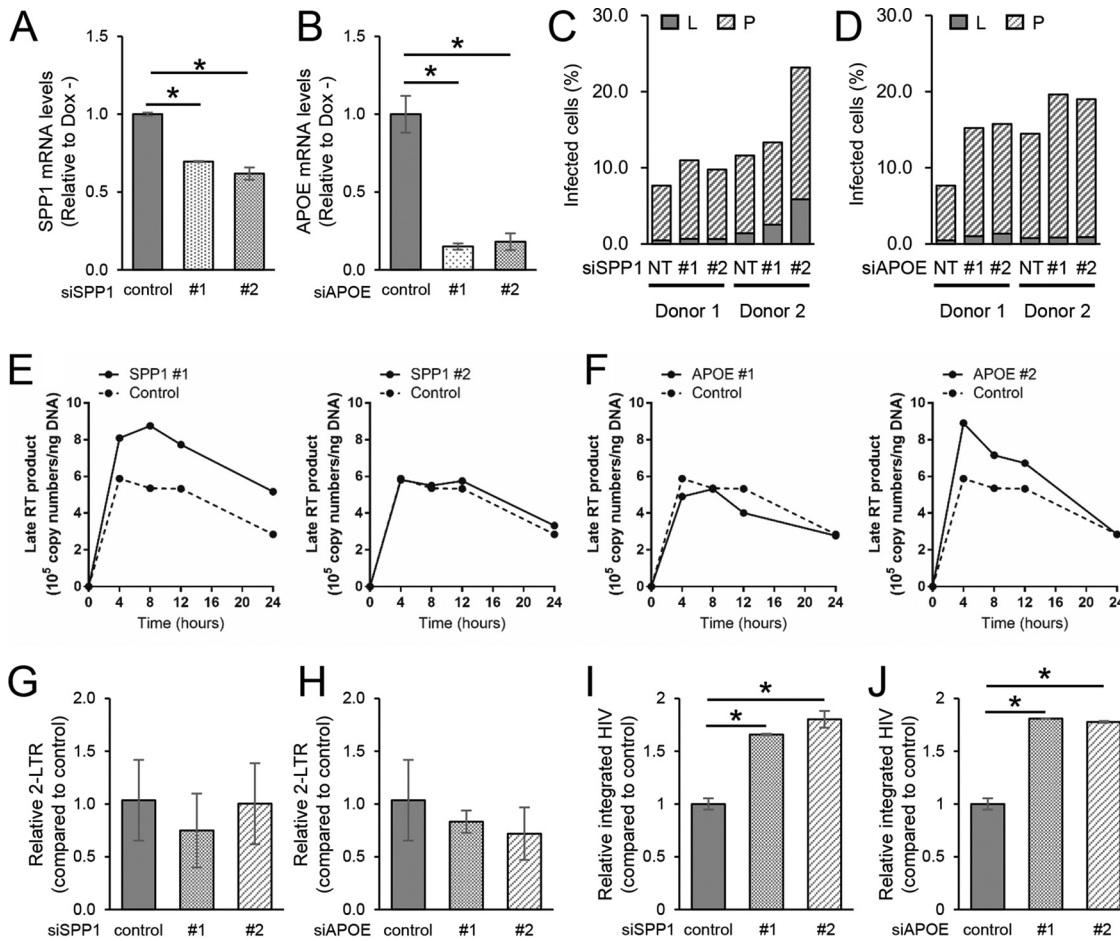 A
SPP1 mRNA levels
(Relative to Dox -)
1.5
1.0
0.5
0.0
*
*
siSPP1 control #1 #2
B
APOE mRNA levels
(Relative to Dox -)
1.5
1.0
0.5
0.0
*
*
siAPOE control #1 #2
C
L P
Infected cells (%)
30.0
20.0
10.0
0.0
siSPP1 NT #1 #2 NT #1 #2
Donor 1 Donor 2
D
L P
Infected cells (%)
30.0
20.0
10.0
0.0
siAPOE NT #1 #2 NT #1 #2
Donor 1 Donor 2
E
SPP1 #1
Control
Late RT product
(10⁵ copy numbers/ng DNA)
10
8
6
4
2
0
0 4 8 12 16 20 24
Time (hours)
SPP1 #2
Control
Late RT product
(10⁵ copy numbers/ng DNA)
10
8
6
4
2
0
0 4 8 12 16 20 24
Time (hours)
F
APOE #1
Control
Late RT product
(10⁵ copy numbers/ng DNA)
10
8
6
4
2
0
0 4 8 12 16 20 24
Time (hours)
APOE #2
Control
Late RT product
(10⁵ copy numbers/ng DNA)
10
8
6
4
2
0
0 4 8 12 16 20 24
Time (hours)
G
Relative 2-LTR
(compared to control)
2.0
1.5
1.0
0.5
0.0
siSPP1 control #1 #2
H
Relative 2-LTR
(compared to control)
2.0
1.5
1.0
0.5
0.0
siAPOE control #1 #2
I
Relative integrated HIV
(compared to control)
2
1.5
1
0.5
0
*
*
siSPP1 control #1 #2
J
Relative integrated HIV
(compared to control)
2
1.5
1
0.5
0
*
*
siAPOE control #1 #2